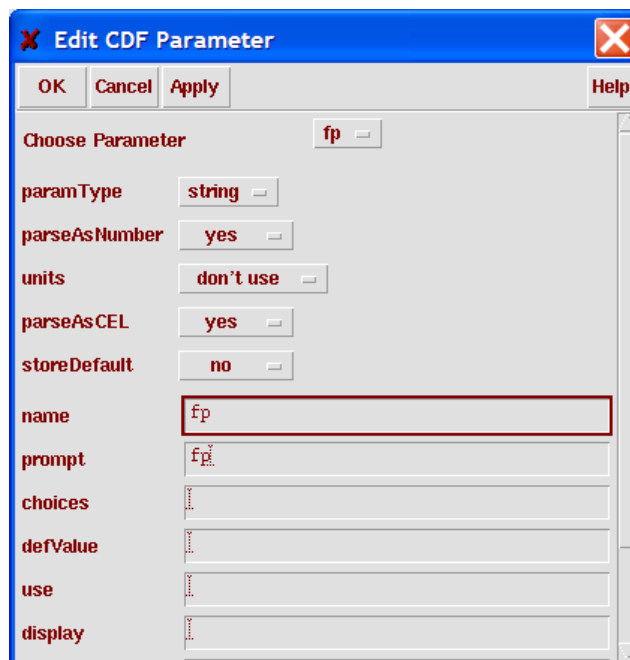 Edit CDF Parameter
OK Cancel Apply Help
Choose Parameter fp
paramType string
parseAsNumber yes
units don't use
parseAsCEL yes
storeDefault no
name fp
prompt fp
choices
defValue
use
display